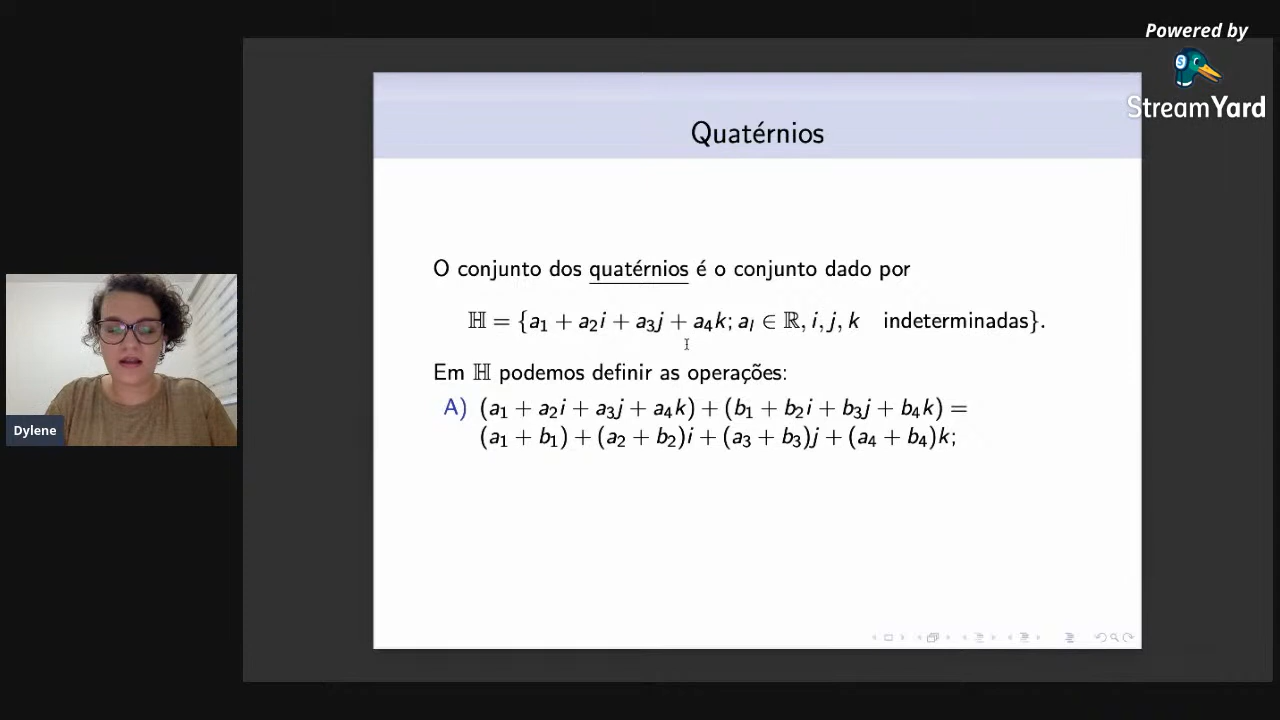 Powered by
StreamYard
Quatérnios
O conjunto dos quatérnios é o conjunto dado por
ℍ = {a₁ + a₂i + a₃j + a₄k; aₗ ∈ ℝ, i, j, k indeterminadas}.
Em ℍ podemos definir as operações:
A) (a₁ + a₂i + a₃j + a₄k) + (b₁ + b₂i + b₃j + b₄k) =
(a₁ + b₁) + (a₂ + b₂)i + (a₃ + b₃)j + (a₄ + b₄)k;
Dylene